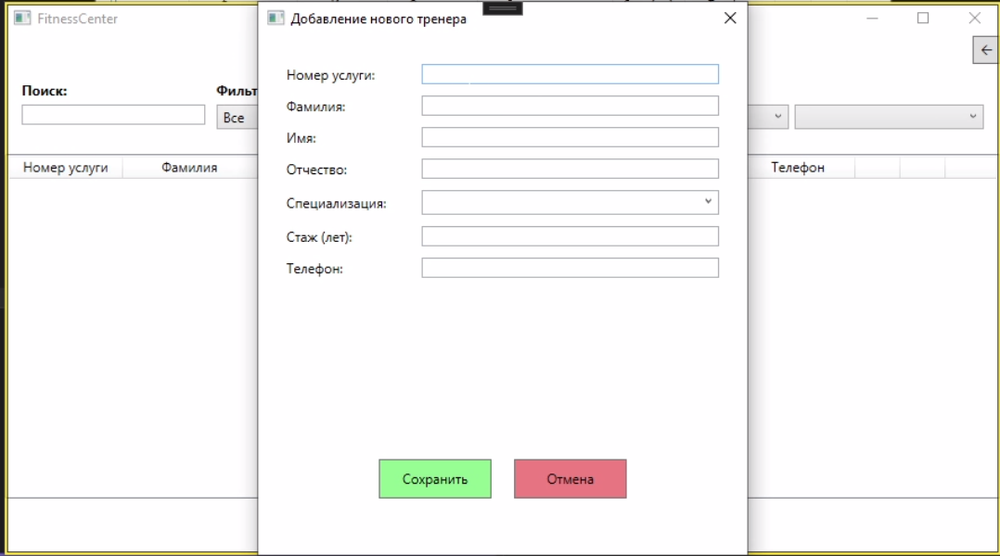 FitnessCenter
Добавление нового тренера
Поиск:
Фильт
Все
Номер услуги
Фамилия
Телефон
Номер услуги:
Фамилия:
Имя:
Отчество:
Специализация:
Стаж (лет):
Телефон:
Сохранить
Отмена